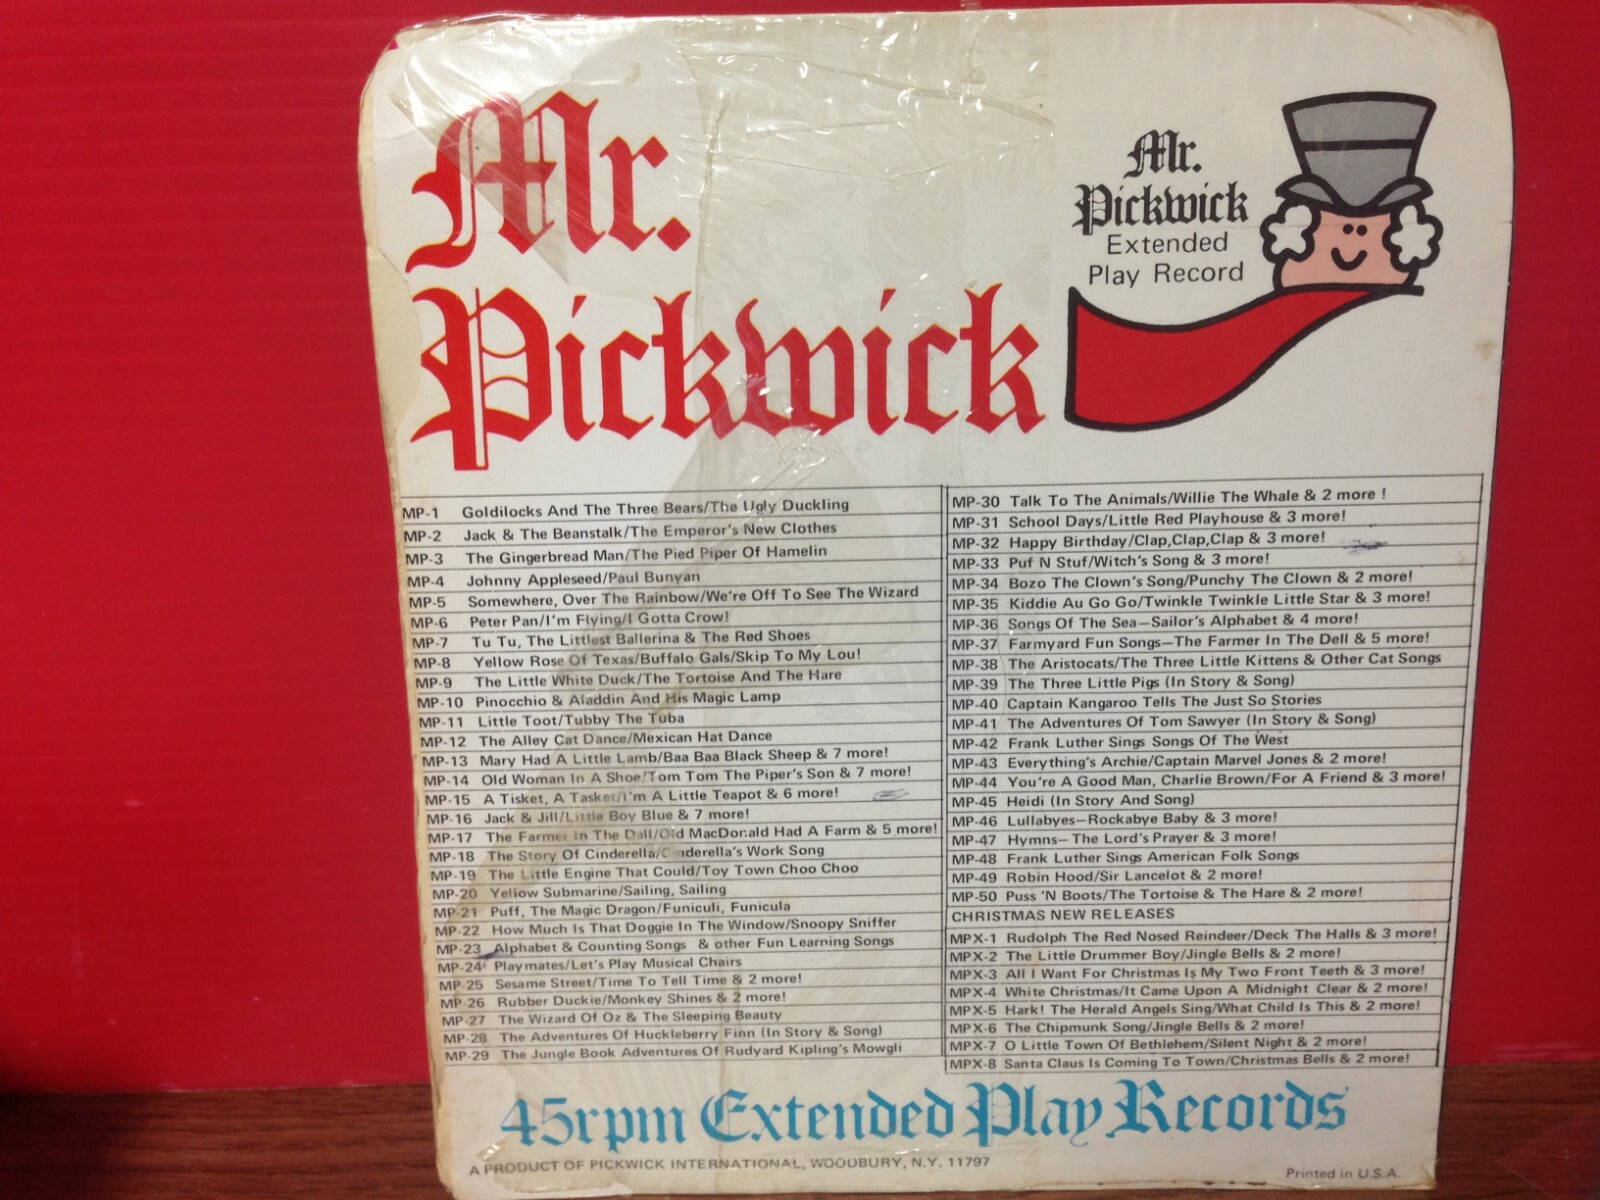 Mr.
Pickwick
Mr.
Pickwick
Extended
Play Record
MP-1 Goldilocks And The Three Bears/The Ugly Duckling
MP-2 Jack & The Beanstalk/The Emperor's New Clothes
MP-3 The Gingerbread Man/The Pied Piper Of Hamelin
MP-4 Johnny Appleseed/Paul Bunyan
MP-5 Somewhere, Over The Rainbow/We're Off To See The Wizard
MP-6 Peter Pan/I'm Flying/I Gotta Crow!
MP-7 Tu Tu, The Littlest Ballerina & The Red Shoes
MP-8 Yellow Rose Of Texas/Buffalo Gals/Skip To My Lou!
MP-9 The Little White Duck/The Tortoise And The Hare
MP-10 Pinocchio & Aladdin And His Magic Lamp
MP-11 Little Toot/Tubby The Tuba
MP-12 The Alley Cat Dance/Mexican Hat Dance
MP-13 Mary Had A Little Lamb/Baa Baa Black Sheep & 7 more!
MP-14 Old Woman In A Shoe/Tom Tom The Piper's Son & 7 more!
MP-15 A Tisket, A Tasket/I'm A Little Teapot & 6 more!
MP-16 Jack & Jill/Little Boy Blue & 7 more!
MP-17 The Farmer In The Dell/Old MacDonald Had A Farm & 5 more!
MP-18 The Story Of Cinderella/Cinderella's Work Song
MP-19 The Little Engine That Could/Toy Town Choo Choo
MP-20 Yellow Submarine/Sailing, Sailing
MP-21 Puff, The Magic Dragon/Funiculi, Funicula
MP-22 How Much Is That Doggie In The Window/Snoopy Sniffer
MP-23 Alphabet & Counting Songs & other Fun Learning Songs
MP-24 Playmates/Let's Play Musical Chairs
MP-25 Sesame Street/Time To Tell Time & 2 more!
MP-26 Rubber Duckie/Monkey Shines & 2 more!
MP-27 The Wizard Of Oz & The Sleeping Beauty
MP-28 The Adventures Of Huckleberry Finn (In Story & Song)
MP-29 The Jungle Book Adventures Of Rudyard Kipling's Mowgli
MP-30 Talk To The Animals/Willie The Whale & 2 more !
MP-31 School Days/Little Red Playhouse & 3 more!
MP-32 Happy Birthday/Clap,Clap,Clap & 3 more!
MP-33 Puf N Stuf/Witch's Song & 3 more!
MP-34 Bozo The Clown's Song/Punchy The Clown & 2 more!
MP-35 Kiddie Au Go Go/Twinkle Twinkle Little Star & 3 more!
MP-36 Songs Of The Sea—Sailor's Alphabet & 4 more!
MP-37 Farmyard Fun Songs—The Farmer In The Dell & 5 more!
MP-38 The Aristocats/The Three Little Kittens & Other Cat Songs
MP-39 The Three Little Pigs (In Story & Song)
MP-40 Captain Kangaroo Tells The Just So Stories
MP-41 The Adventures Of Tom Sawyer (In Story & Song)
MP-42 Frank Luther Sings Songs Of The West
MP-43 Everything's Archie/Captain Marvel Jones & 2 more!
MP-44 You're A Good Man, Charlie Brown/For A Friend & 3 more!
MP-45 Heidi (In Story And Song)
MP-46 Lullabyes—Rockabye Baby & 3 more!
MP-47 Hymns—The Lord's Prayer & 3 more!
MP-48 Frank Luther Sings American Folk Songs
MP-49 Robin Hood/Sir Lancelot & 2 more!
MP-50 Puss 'N Boots/The Tortoise & The Hare & 2 more!
CHRISTMAS NEW RELEASES
MPX-1 Rudolph The Red Nosed Reindeer/Deck The Halls & 3 more!
MPX-2 The Little Drummer Boy/Jingle Bells & 2 more!
MPX-3 All I Want For Christmas Is My Two Front Teeth & 3 more!
MPX-4 White Christmas/It Came Upon A Midnight Clear & 2 more!
MPX-5 Hark! The Herald Angels Sing/What Child Is This & 2 more!
MPX-6 The Chipmunk Song/Jingle Bells & 2 more!
MPX-7 O Little Town Of Bethlehem/Silent Night & 2 more!
MPX-8 Santa Claus Is Coming To Town/Christmas Bells & 2 more!
45rpm Extended Play Records
A PRODUCT OF PICKWICK INTERNATIONAL, WOODBURY, N.Y. 11797
Printed in U.S.A.